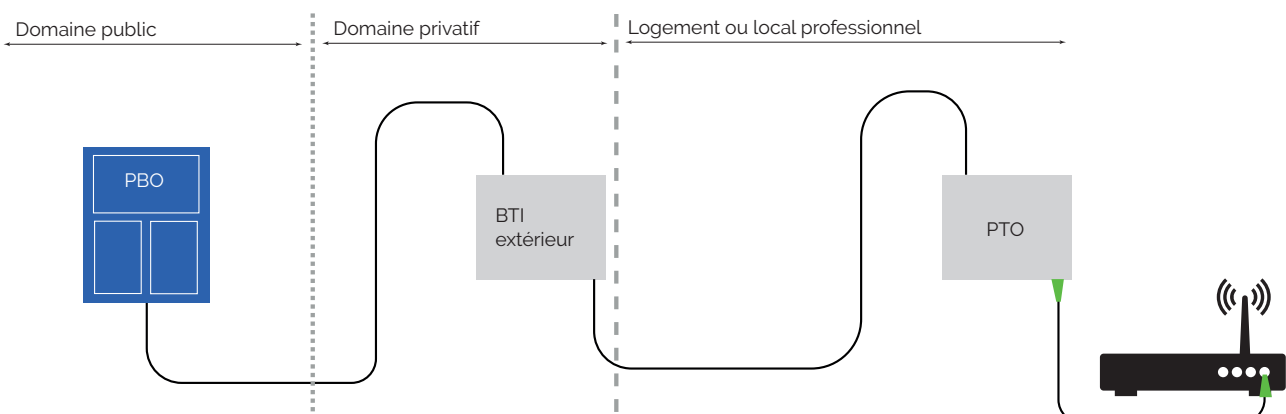 Domaine public
Domaine privatif
Logement ou local professionnel
PBO
BTI
extérieur
PTO